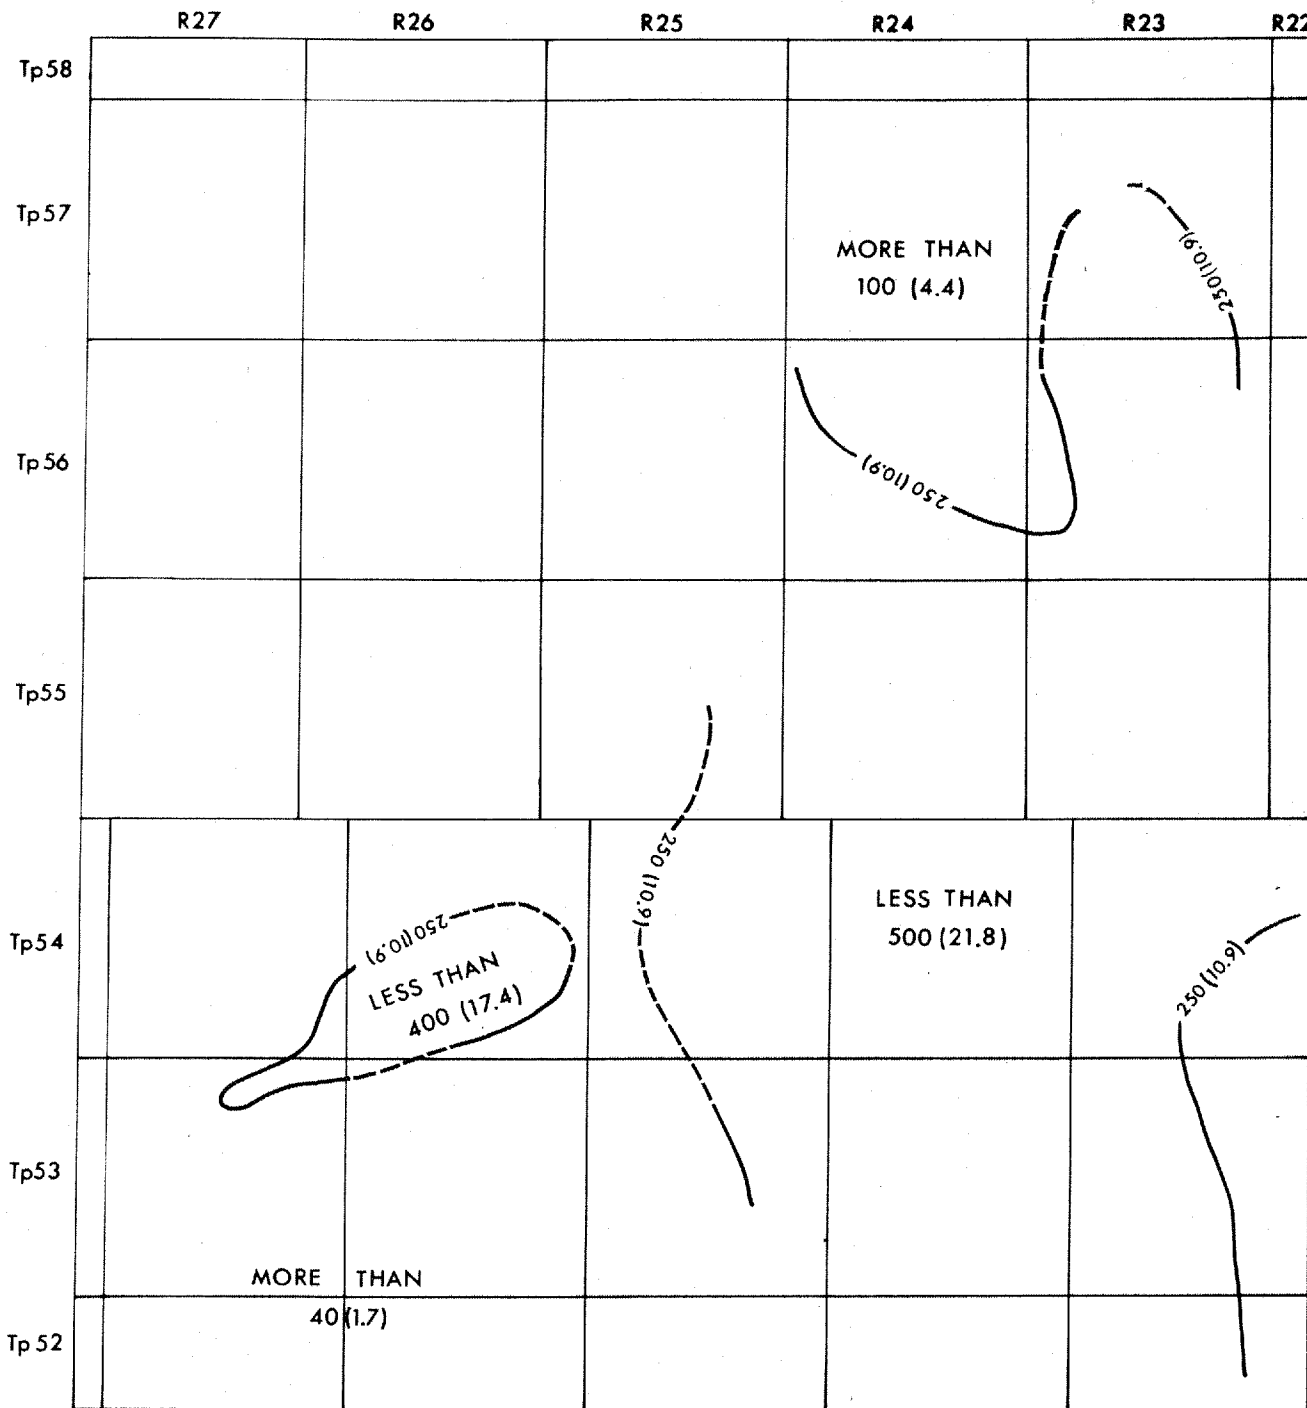 R27 R26 R25 R24 R23 R22
Tp58
Tp57
MORE THAN
100 (4.4)
250(10.9)
Tp56
250(10.9)
Tp55
250(10.9)
LESS THAN
500(21.8)
Tp54
250(10.9)
LESS THAN
400 (17.4)
250(10.9)
Tp53
MORE THAN
40(1.7)
Tp52